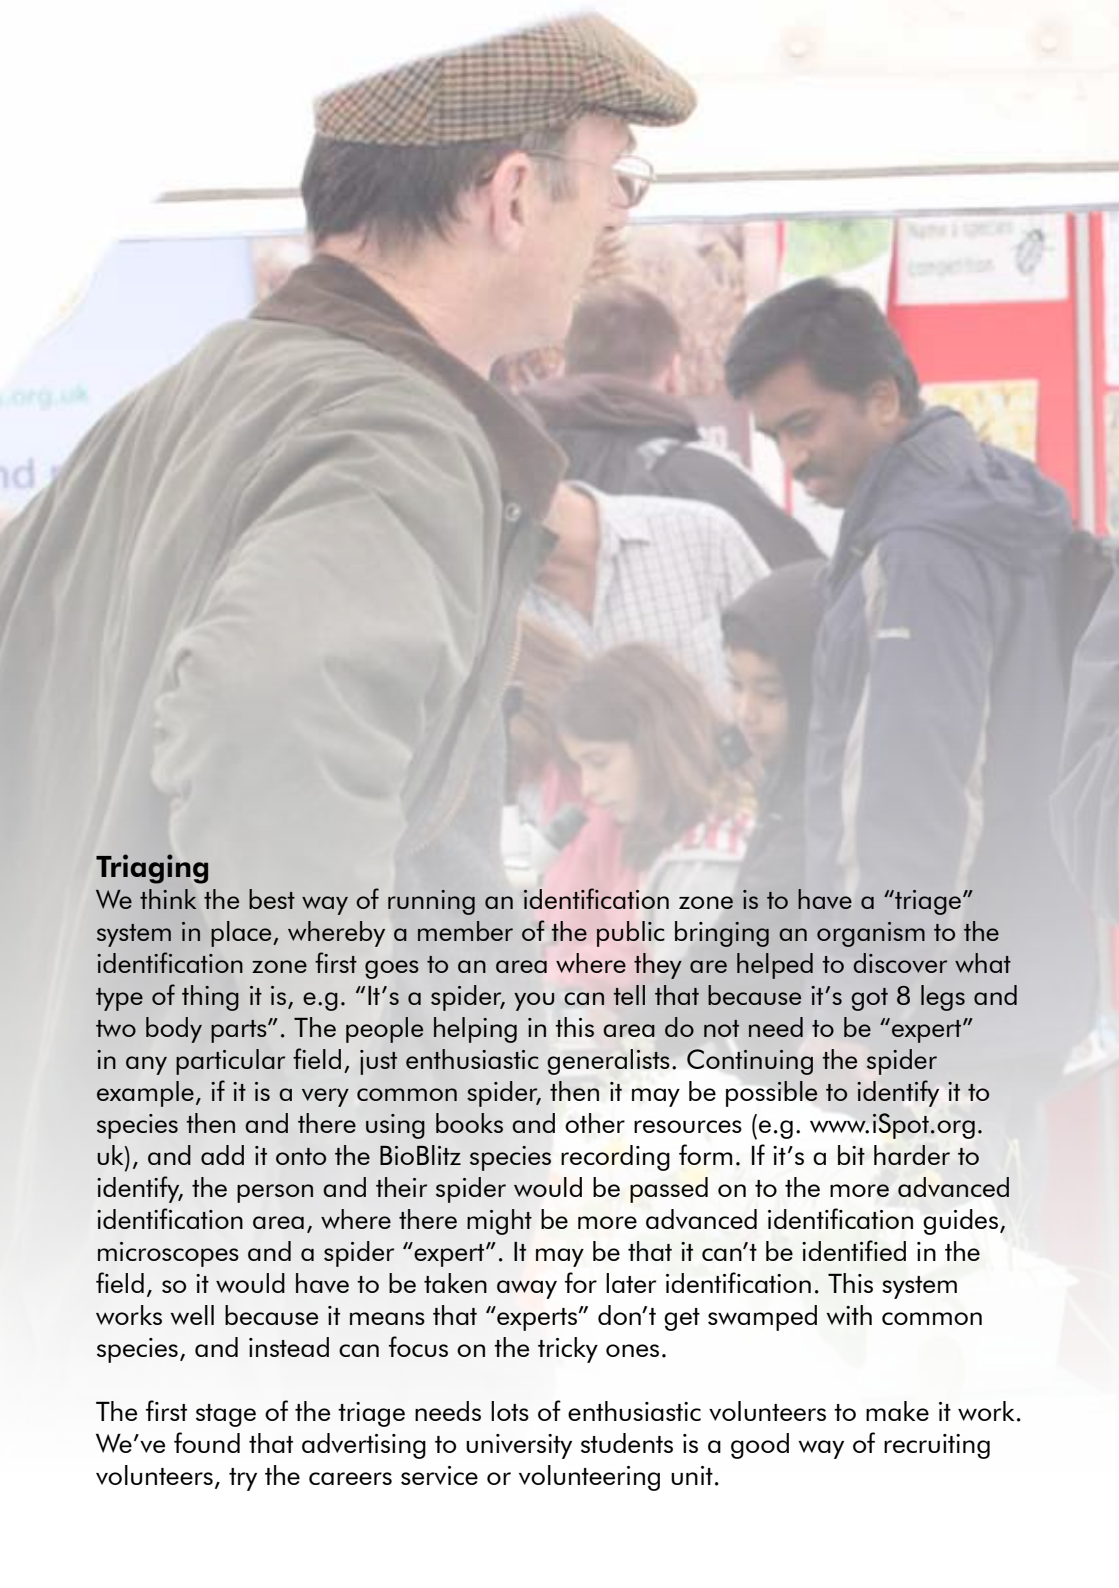 Name a species
competition
.org.uk
nd
Triaging
We think the best way of running an identification zone is to have a “triage”
system in place, whereby a member of the public bringing an organism to the
identification zone first goes to an area where they are helped to discover what
type of thing it is, e.g. “It’s a spider, you can tell that because it’s got 8 legs and
two body parts”. The people helping in this area do not need to be “expert”
in any particular field, just enthusiastic generalists. Continuing the spider
example, if it is a very common spider, then it may be possible to identify it to
species then and there using books and other resources (e.g. www.iSpot.org.
uk), and add it onto the BioBlitz species recording form. If it’s a bit harder to
identify, the person and their spider would be passed on to the more advanced
identification area, where there might be more advanced identification guides,
microscopes and a spider “expert”. It may be that it can’t be identified in the
field, so it would have to be taken away for later identification. This system
works well because it means that “experts” don’t get swamped with common
species, and instead can focus on the tricky ones.
The first stage of the triage needs lots of enthusiastic volunteers to make it work.
We’ve found that advertising to university students is a good way of recruiting
volunteers, try the careers service or volunteering unit.